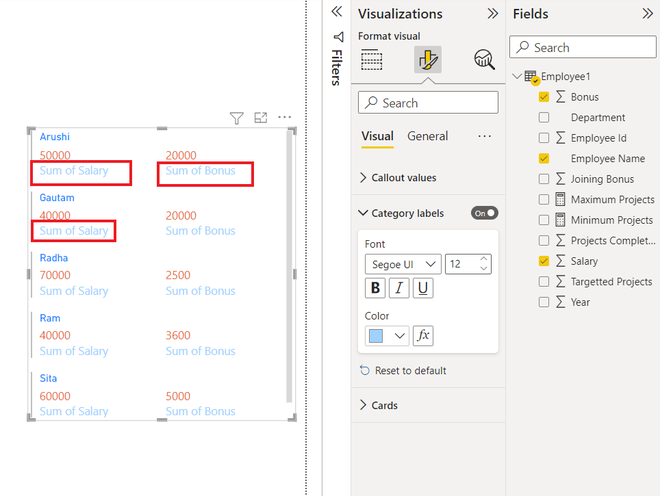 Arushi
50000 20000
Sum of Salary Sum of Bonus
Gautam
40000 20000
Sum of Salary Sum of Bonus
Radha
70000 2500
Sum of Salary Sum of Bonus
Ram
40000 3600
Sum of Salary Sum of Bonus
Sita
60000 5000
Sum of Salary Sum of Bonus
Filters
Visualizations
Format visual
Search
Visual General
Callout values
Category labels On
Font
Segoe UI 12
B I U
Color
fx
Reset to default
Cards
Fields
Search
Employee1
Bonus
Department
Employee Id
Employee Name
Joining Bonus
Maximum Projects
Minimum Projects
Projects Complet...
Salary
Targetted Projects
Year